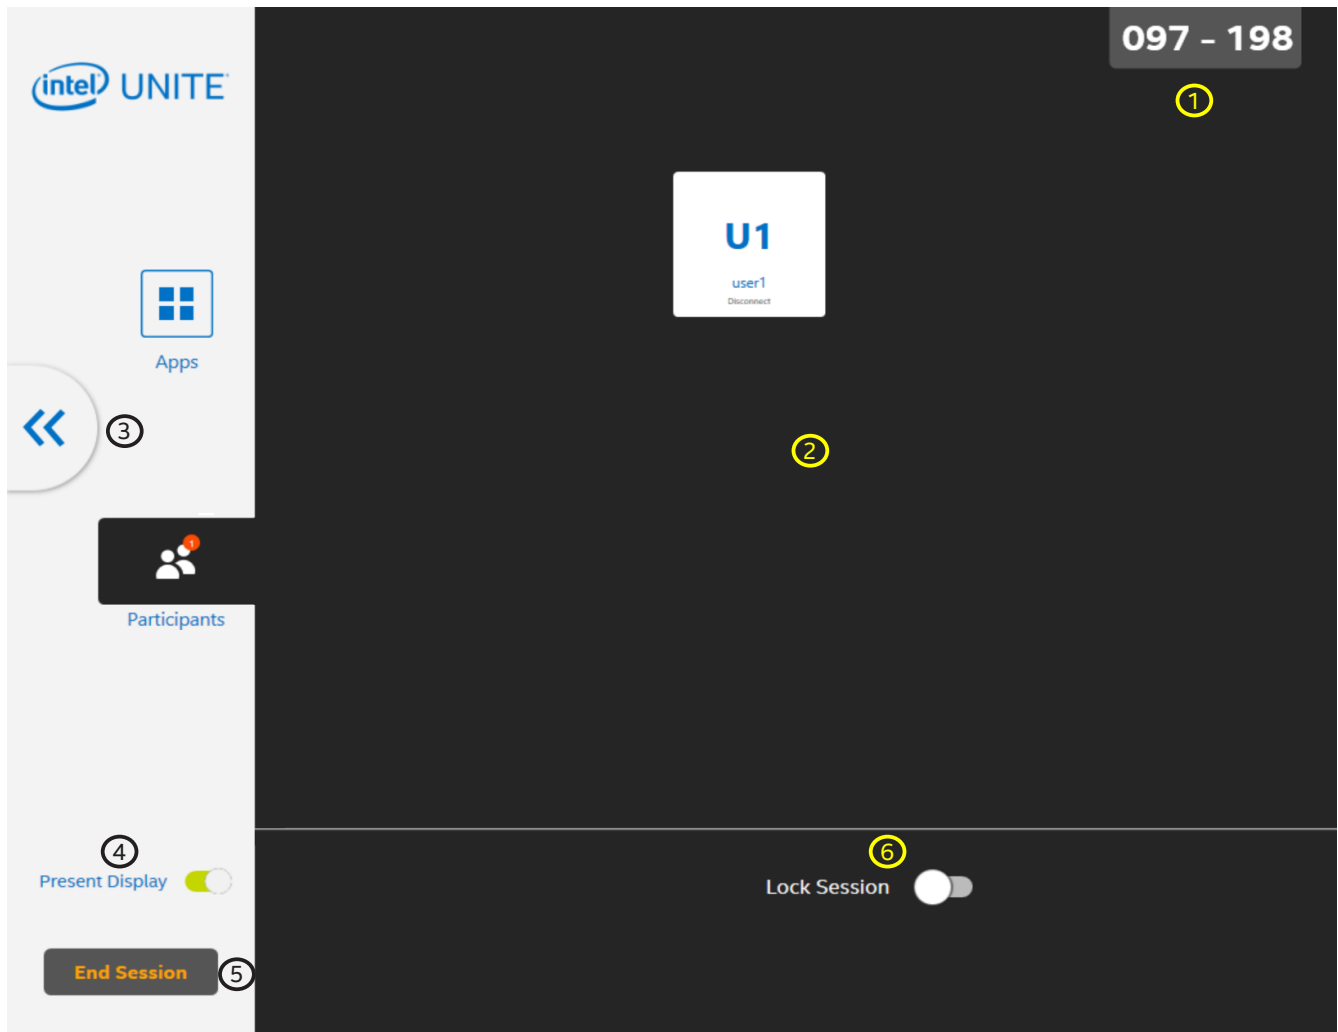 097 - 198
intel UNITE
1
U1
user1
Disconnect
Apps
3
2
1
Participants
4
Present Display
6
Lock Session
End Session
5